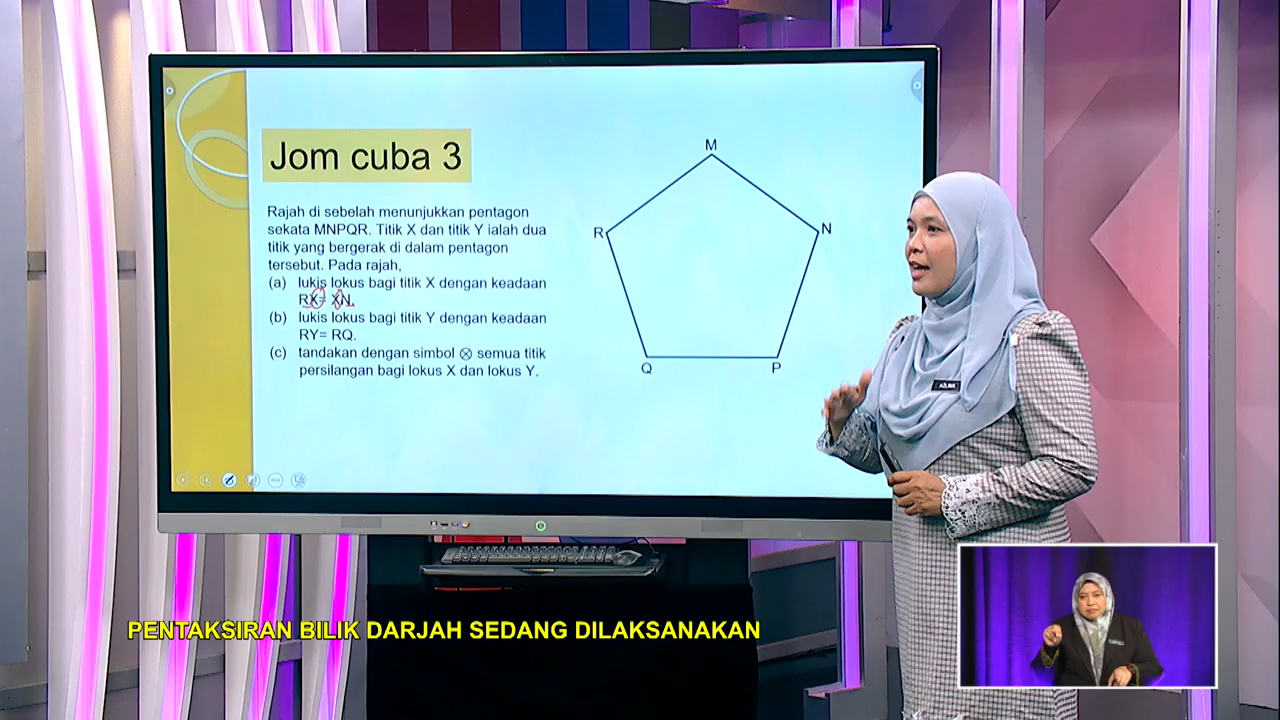 Jom cuba 3
Rajah di sebelah menunjukkan pentagon
sekata MNPQR. Titik X dan titik Y ialah dua
titik yang bergerak di dalam pentagon
tersebut. Pada rajah,
(a) lukis lokus bagi titik X dengan keadaan
RX= XN.
(b) lukis lokus bagi titik Y dengan keadaan
RY= RQ.
(c) tandakan dengan simbol ⊗ semua titik
persilangan bagi lokus X dan lokus Y.
M
R
N
Q
P
AZLINA
PENTAKSIRAN BILIK DARJAH SEDANG DILAKSANAKAN